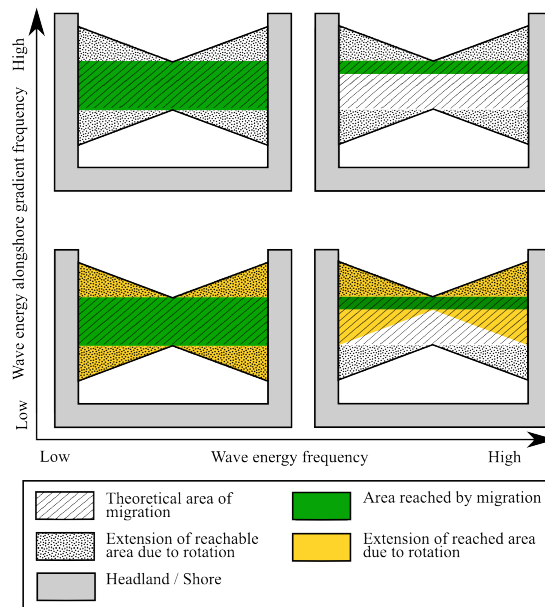 Wave energy alongshore gradient frequency
High
Low
Low
Wave energy frequency
High
Theoretical area of
migration
Area reached by migration
Extension of reachable
area due to rotation
Extension of reached area
due to rotation
Headland / Shore